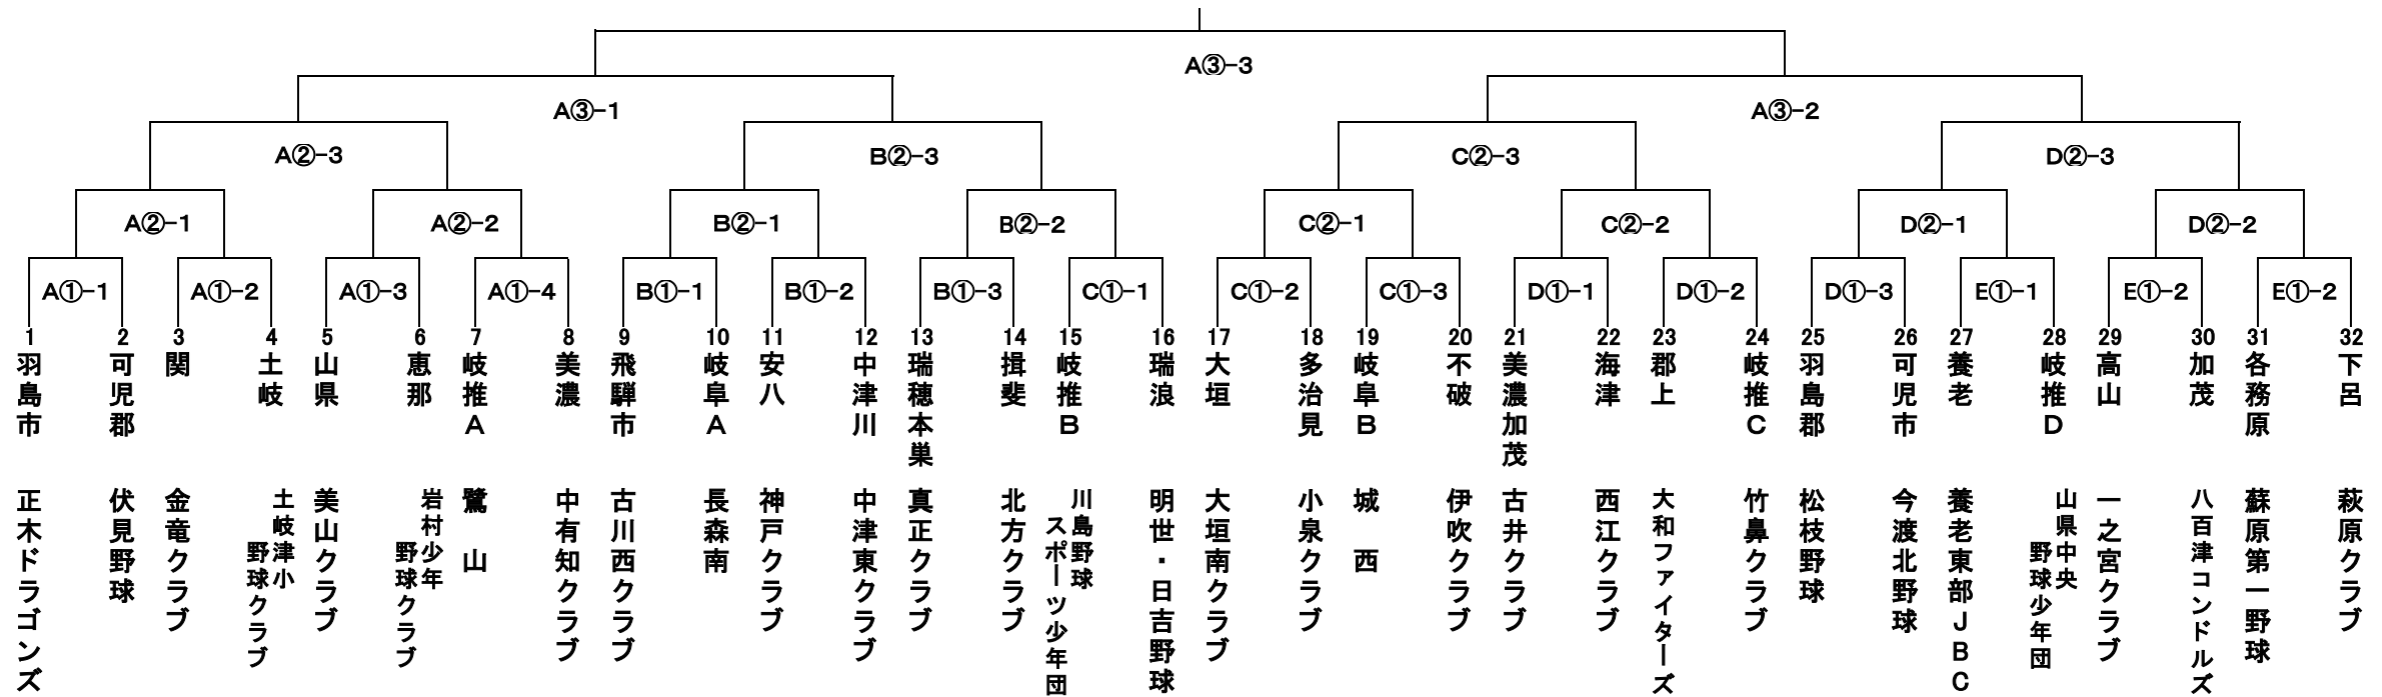 A③-3
A③-1
A③-2
A②-3
B②-3
C②-3
D②-3
A②-1
A②-2
B②-1
B②-2
C②-1
C②-2
D②-1
D②-2
A①-1
A①-2
A①-3
A①-4
B①-1
B①-2
B①-3
C①-1
C①-2
C①-3
D①-1
D①-2
D①-3
E①-1
E①-2
E①-2
1
羽島市
正木ドラゴンズ
2
可児郡
伏見野球
3
関
金竜クラブ
4
土岐
土岐津小
野球クラブ
5
山県
美山クラブ
6
恵那
岩村少年
野球クラブ
7
岐推A
鷺山
8
美濃
中有知クラブ
9
飛騨市
古川西クラブ
10
岐阜A
長森南
11
安八
神戸クラブ
12
中津川
中津東クラブ
13
瑞穂本巣
真正クラブ
14
揖斐
北方クラブ
15
岐推B
川島野球
スポーツ少年団
16
瑞浪
明世・日吉野球
17
大垣
大垣南クラブ
18
多治見
小泉クラブ
19
岐阜B
城西
20
不破
伊吹クラブ
21
美濃加茂
古井クラブ
22
海津
西江クラブ
23
郡上
大和ファイターズ
24
岐推C
竹鼻クラブ
25
羽島郡
松枝野球
26
可児市
今渡北野球
27
養老
養老東部JBC
28
岐推D
山県中央
野球少年団
29
高山
一之宮クラブ
30
加茂
八百津コンドルズ
31
各務原
蘇原第一野球
32
下呂
萩原クラブ